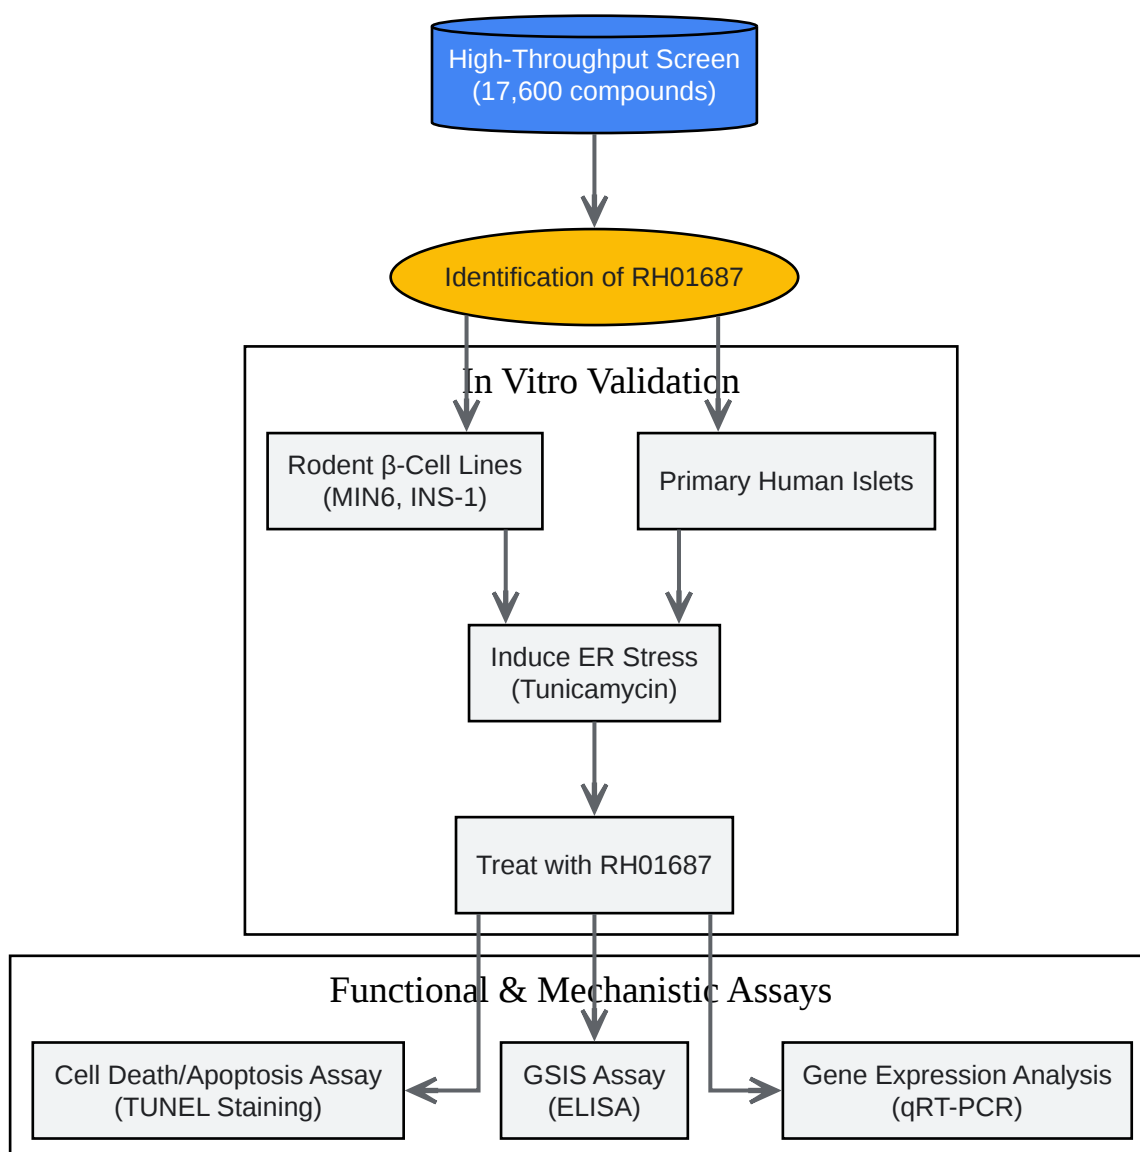 High-Throughput Screen
(17,600 compounds)
Identification of RH01687
In Vitro Validation
Rodent β-Cell Lines
(MIN6, INS-1)
Primary Human Islets
Induce ER Stress
(Tunicamycin)
Treat with RH01687
Functional & Mechanistic Assays
Cell Death/Apoptosis Assay
(TUNEL Staining)
GSIS Assay
(ELISA)
Gene Expression Analysis
(qRT-PCR)